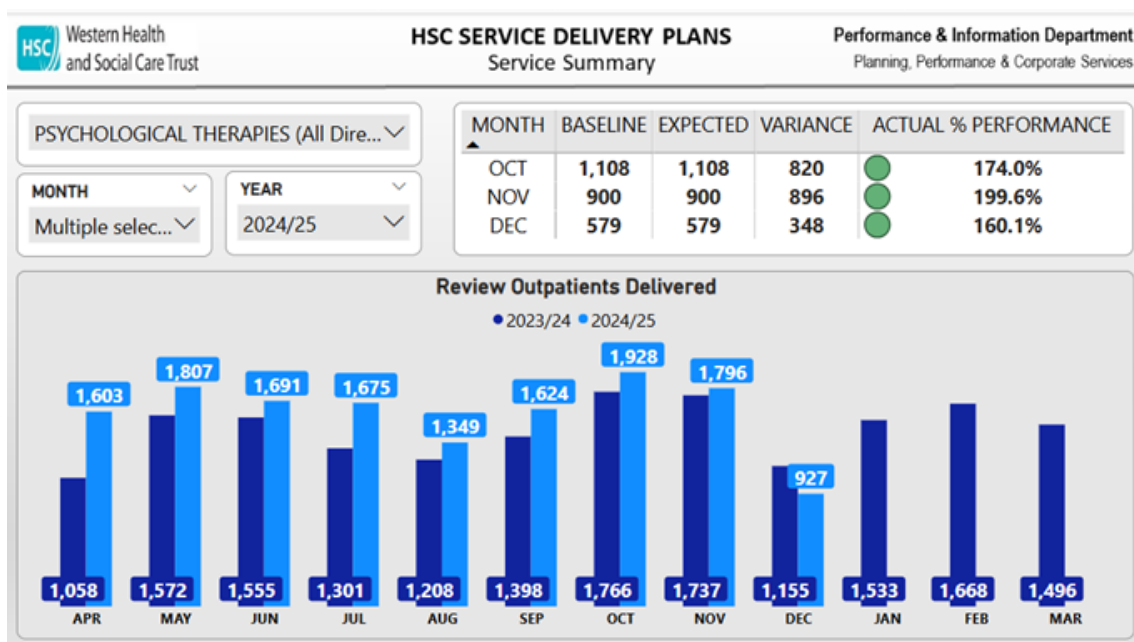 HSC
Western Health
and Social Care Trust
HSC SERVICE DELIVERY PLANS
Service Summary
Performance & Information Department
Planning, Performance & Corporate Services
PSYCHOLOGICAL THERAPIES (All Dire...
MONTH
Multiple selec...
YEAR
2024/25
MONTH BASELINE EXPECTED VARIANCE ACTUAL % PERFORMANCE
OCT 1,108 1,108 820 174.0%
NOV 900 900 896 199.6%
DEC 579 579 348 160.1%
Review Outpatients Delivered
2023/24 2024/25
1,603 1,807 1,691 1,675 1,349 1,624 1,928 1,796 927
1,058 1,572 1,555 1,301 1,208 1,398 1,766 1,737 1,155 1,533 1,668 1,496
APR MAY JUN JUL AUG SEP OCT NOV DEC JAN FEB MAR